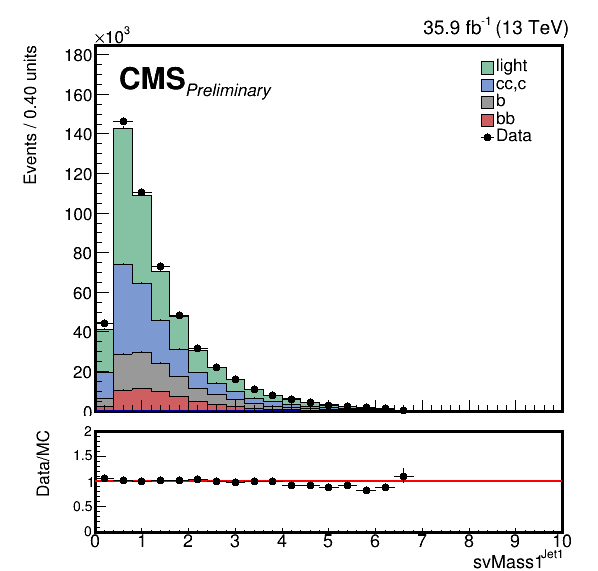 35.9 fb⁻¹ (13 TeV)
×10³
Events / 0.40 units
180
160
140
120
100
80
60
40
20
0
CMS Preliminary
light
cc,c
b
bb
Data
Data/MC
2
1.5
1
0.5
0
0 1 2 3 4 5 6 7 8 9 10
svMass1^Jet1